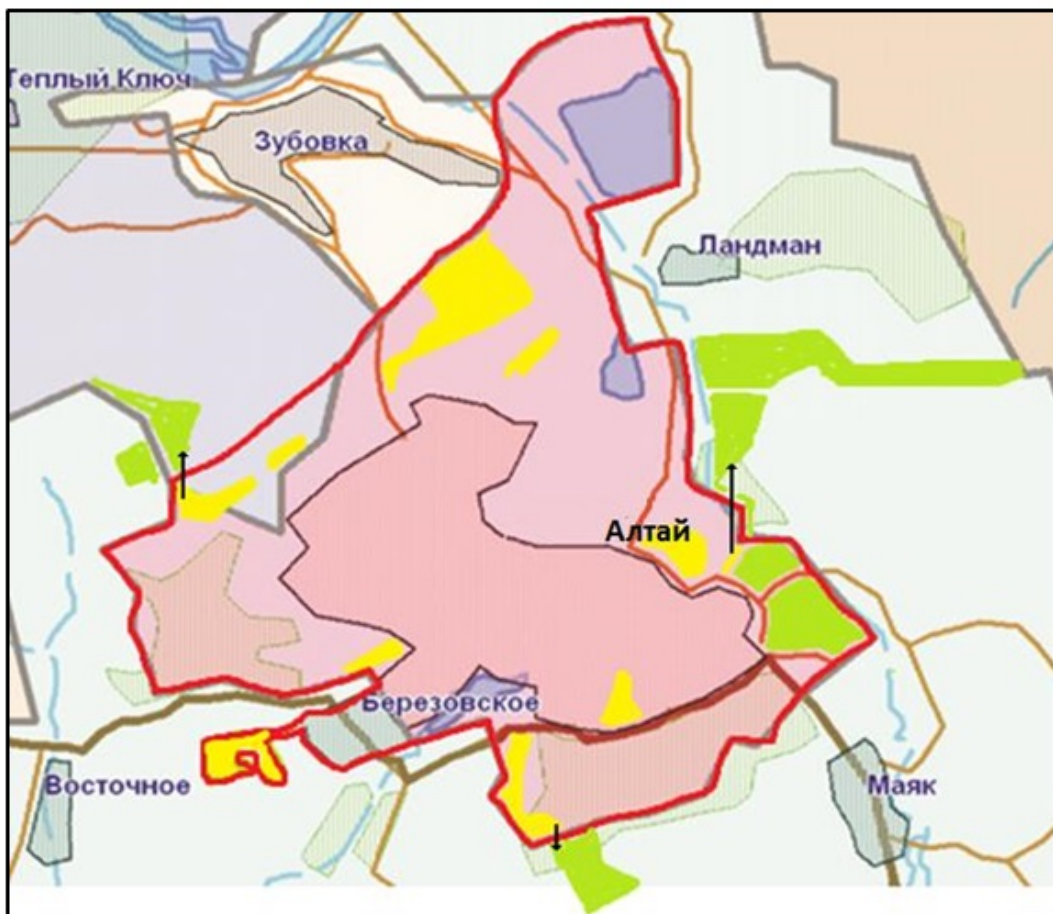 Теплый Ключ
Зубовка
Ландман
Алтай
Березовское
Восточное
Маяк